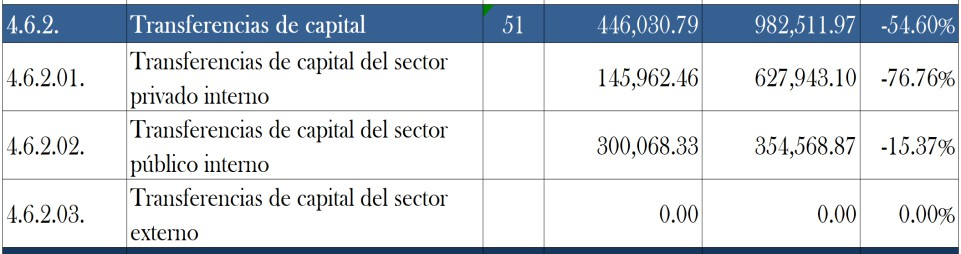 4.6.2. Transferencias de capital 51 446,030.79 982,511.97 -54.60%
4.6.2.01. Transferencias de capital del sector privado interno 145,962.46 627,943.10 -76.76%
4.6.2.02. Transferencias de capital del sector público interno 300,068.33 354,568.87 -15.37%
4.6.2.03. Transferencias de capital del sector externo 0.00 0.00 0.00%